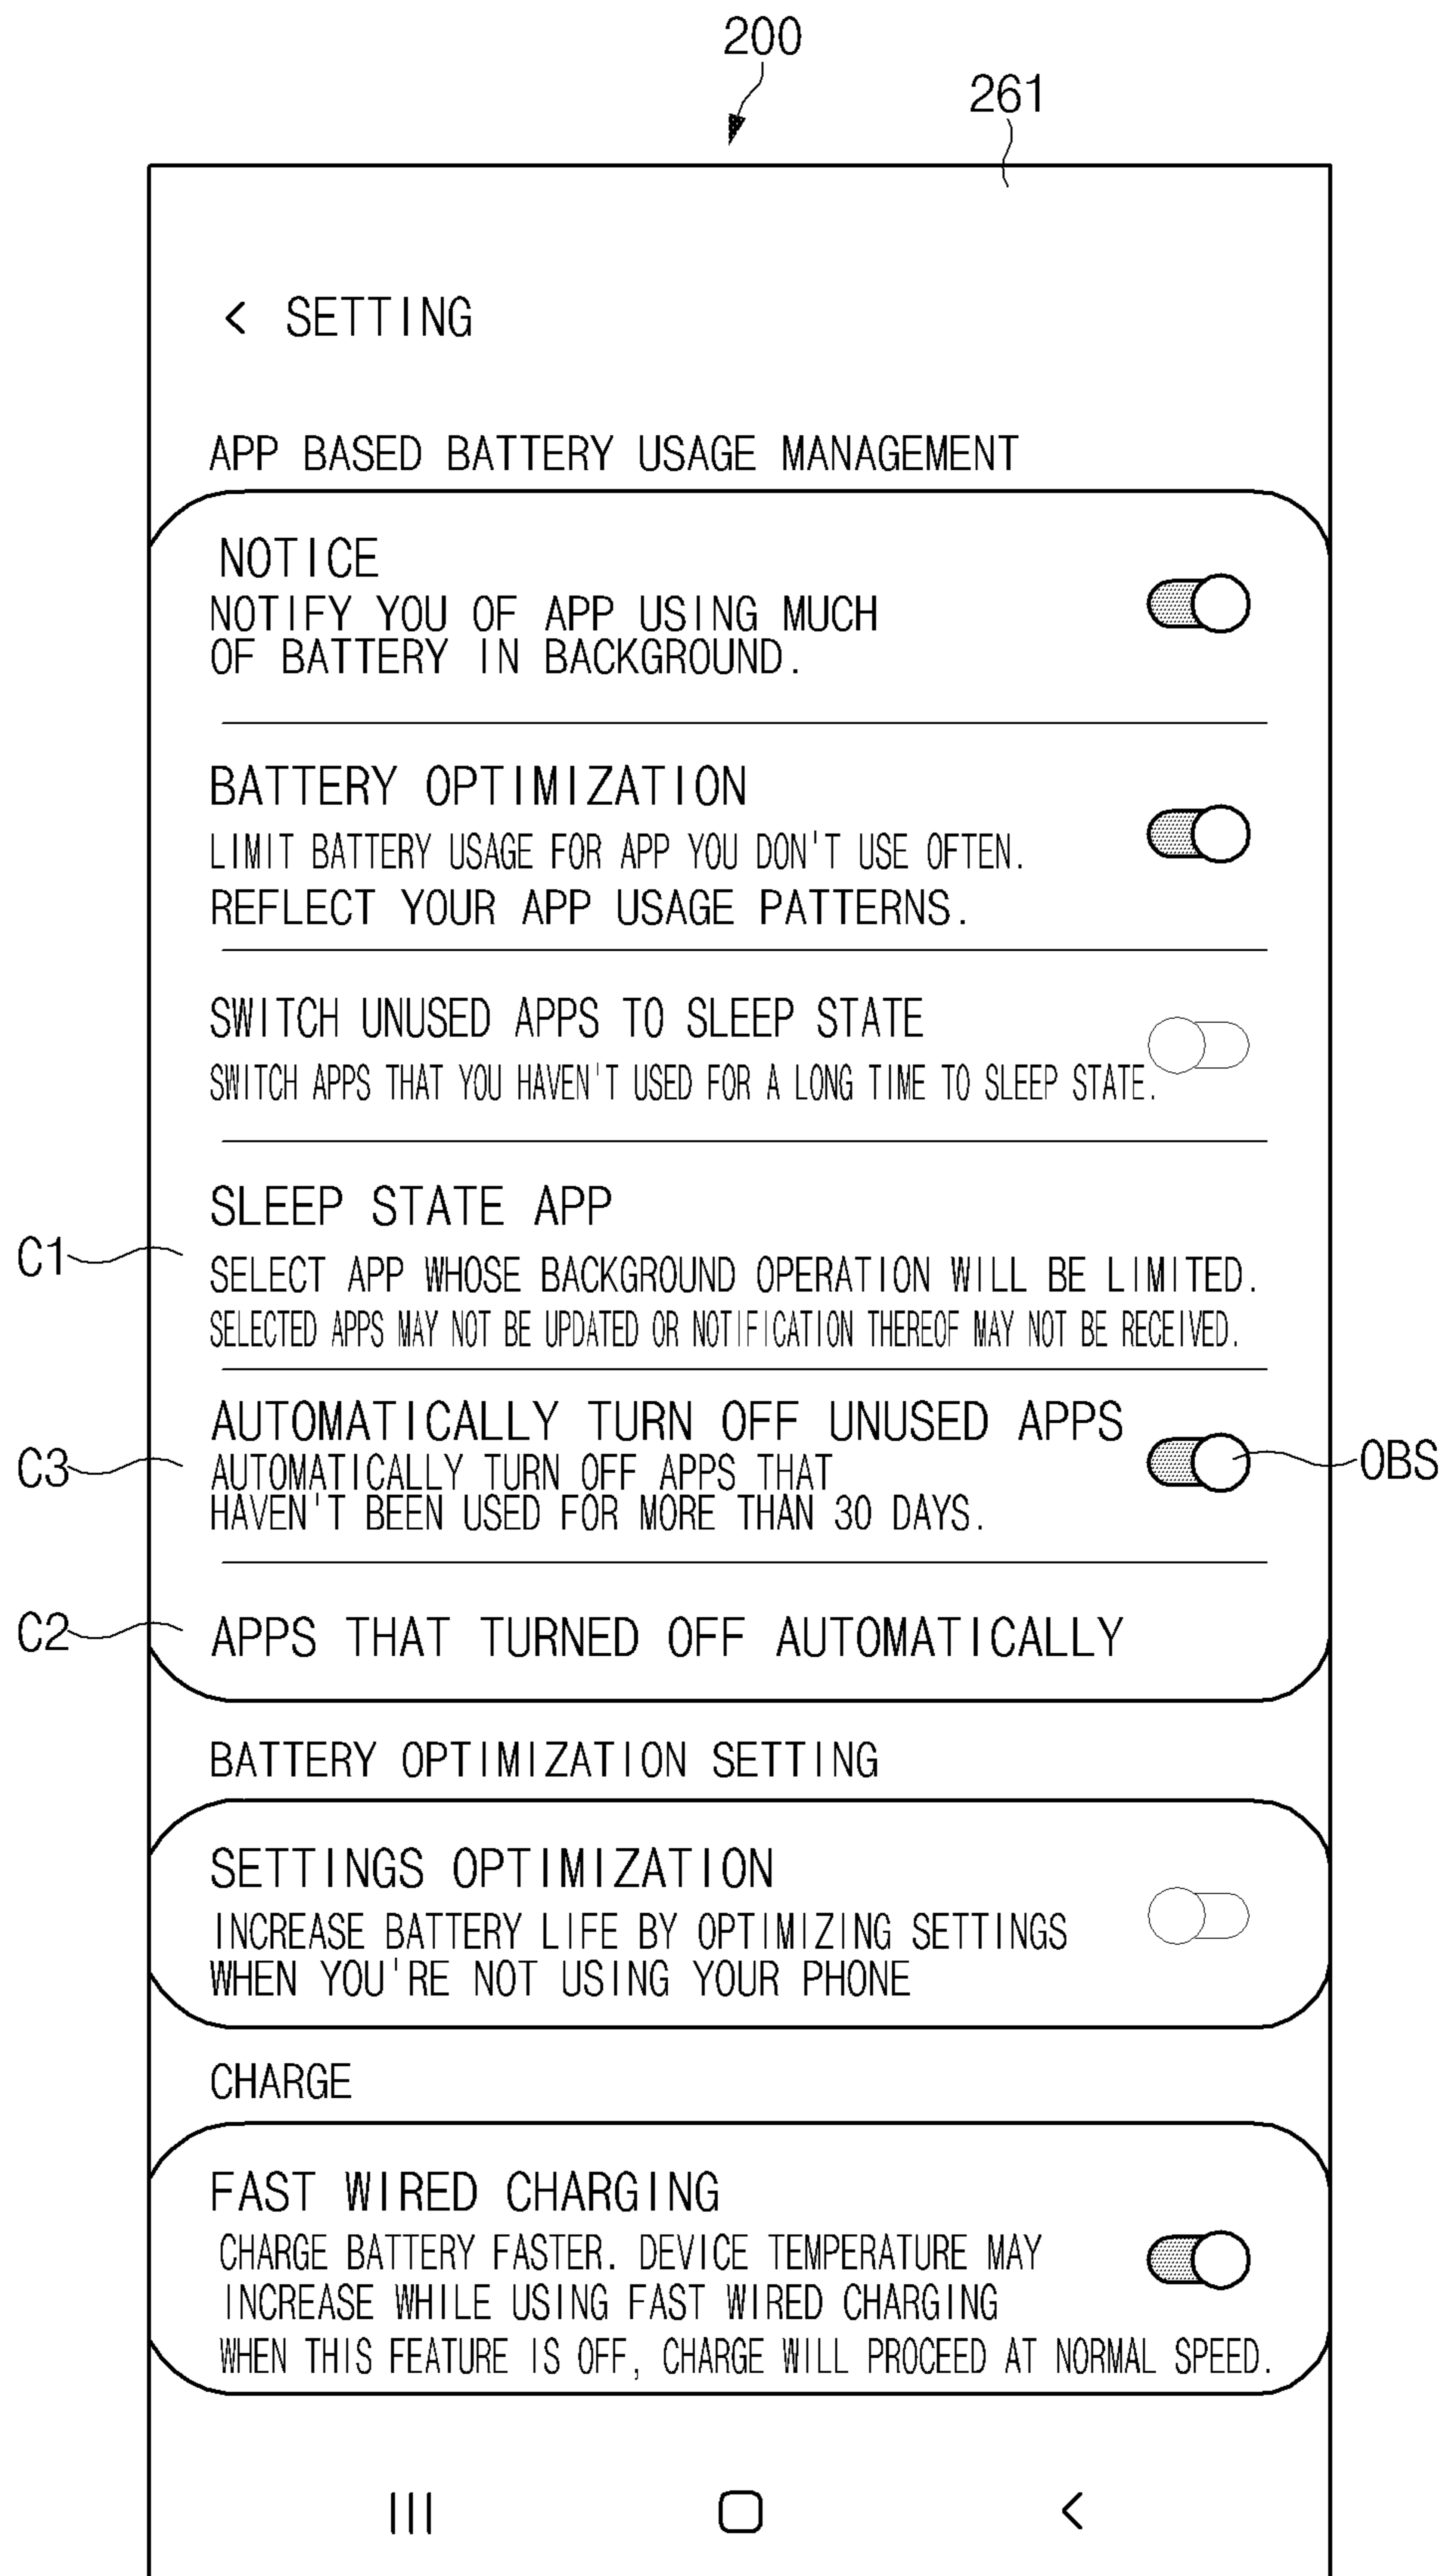 200
261
< SETTING
APP BASED BATTERY USAGE MANAGEMENT
NOTICE
NOTIFY YOU OF APP USING MUCH
OF BATTERY IN BACKGROUND.
BATTERY OPTIMIZATION
LIMIT BATTERY USAGE FOR APP YOU DON'T USE OFTEN.
REFLECT YOUR APP USAGE PATTERNS.
SWITCH UNUSED APPS TO SLEEP STATE
SWITCH APPS THAT YOU HAVEN'T USED FOR A LONG TIME TO SLEEP STATE.
SLEEP STATE APP
C1
SELECT APP WHOSE BACKGROUND OPERATION WILL BE LIMITED.
SELECTED APPS MAY NOT BE UPDATED OR NOTIFICATION THEREOF MAY NOT BE RECEIVED.
AUTOMATICALLY TURN OFF UNUSED APPS
C3
AUTOMATICALLY TURN OFF APPS THAT
OBS
HAVEN'T BEEN USED FOR MORE THAN 30 DAYS.
C2
APPS THAT TURNED OFF AUTOMATICALLY
BATTERY OPTIMIZATION SETTING
SETTINGS OPTIMIZATION
INCREASE BATTERY LIFE BY OPTIMIZING SETTINGS
WHEN YOU'RE NOT USING YOUR PHONE
CHARGE
FAST WIRED CHARGING
CHARGE BATTERY FASTER. DEVICE TEMPERATURE MAY
INCREASE WHILE USING FAST WIRED CHARGING
WHEN THIS FEATURE IS OFF, CHARGE WILL PROCEED AT NORMAL SPEED.